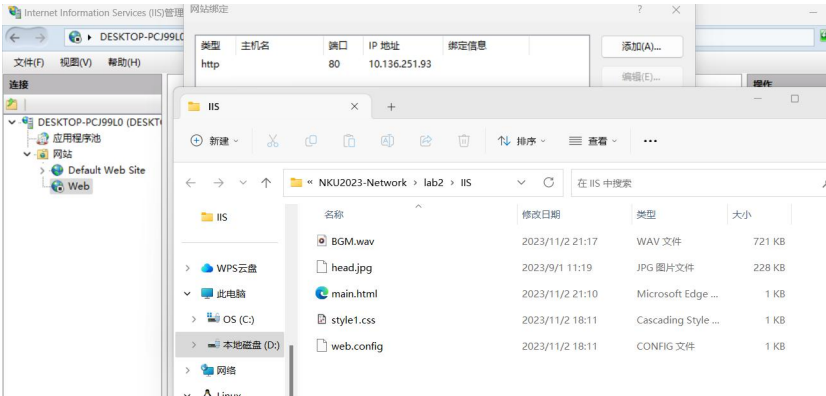 Internet Information Services (IIS)管理
网站绑定
?
DESKTOP-PCJ99L
文件(F) 视图(V) 帮助(H)
连接
DESKTOP-PCJ99L0 (DESKT
应用程序池
网站
Default Web Site
Web
类型 主机名 端口 IP 地址 绑定信息
http 80 10.136.251.93
添加(A)...
编辑(E)...
操作
IIS
新建 排序 查看
« NKU2023-Network › lab2 › IIS
在 IIS 中搜索
IIS
WPS云盘
此电脑
OS (C:)
本地磁盘 (D:)
网络
Linux
名称 修改日期 类型 大小
BGM.wav 2023/11/2 21:17 WAV 文件 721 KB
head.jpg 2023/9/1 11:19 JPG 图片文件 228 KB
main.html 2023/11/2 21:10 Microsoft Edge ... 1 KB
style1.css 2023/11/2 18:11 Cascading Style ... 1 KB
web.config 2023/11/2 18:11 CONFIG 文件 1 KB